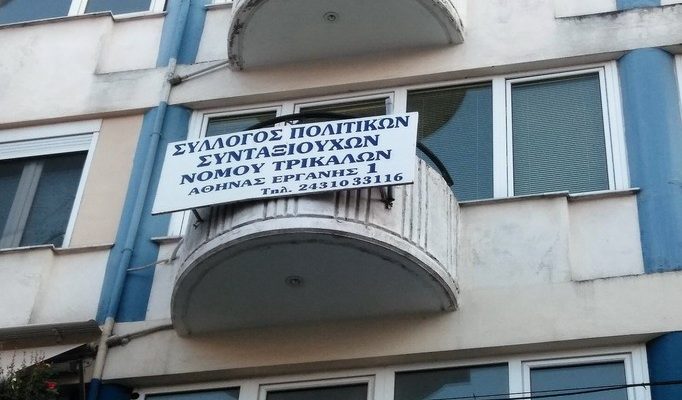 ΣΥΛΛΟΓΟΣ ΠΟΛΙΤΙΚΩΝ
ΣΥΝΤΑΞΙΟΥΧΩΝ
ΝΟΜΟΥ ΤΡΙΚΑΛΩΝ
ΑΘΗΝΑΣ ΕΡΓΑΝΗΣ 1
Τηλ. 2431033116